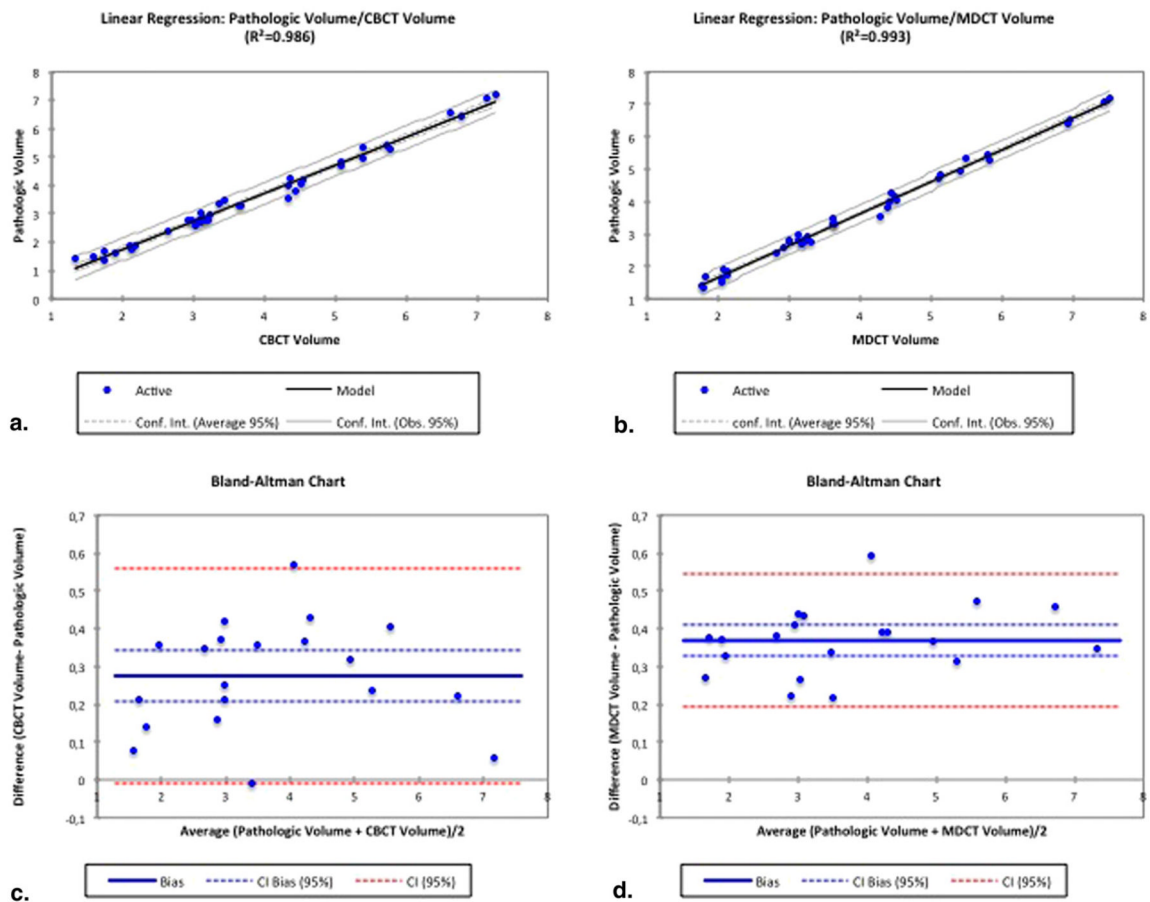 Linear Regression: Pathologic Volume/CBCT Volume
(R²=0.986)
Pathologic Volume
8
7
6
5
4
3
2
1
0
1 2 3 4 5 6 7 8
CBCT Volume
Active Model
Conf. Int. (Average 95%) Conf. Int. (Obs. 95%)
a.
Linear Regression: Pathologic Volume/MDCT Volume
(R²=0.993)
Pathologic Volume
8
7
6
5
4
3
2
1
1 2 3 4 5 6 7 8
MDCT Volume
Active Model
conf. Int. (Average 95%) Conf. Int. (Obs. 95%)
b.
Bland-Altman Chart
Difference (CBCT Volume- Pathologic Volume)
0,7
0,6
0,5
0,4
0,3
0,2
0,1
0
-0,1
1 2 3 4 5 6 7 8
Average (Pathologic Volume + CBCT Volume)/2
Bias CI Bias (95%) CI (95%)
c.
Bland-Altman Chart
Difference (MDCT Volume - Pathologic Volume)
0,7
0,6
0,5
0,4
0,3
0,2
0,1
0
-0,1
1 2 3 4 5 6 7 8
Average (Pathologic Volume + MDCT Volume)/2
Bias CI Bias (95%) CI (95%)
d.